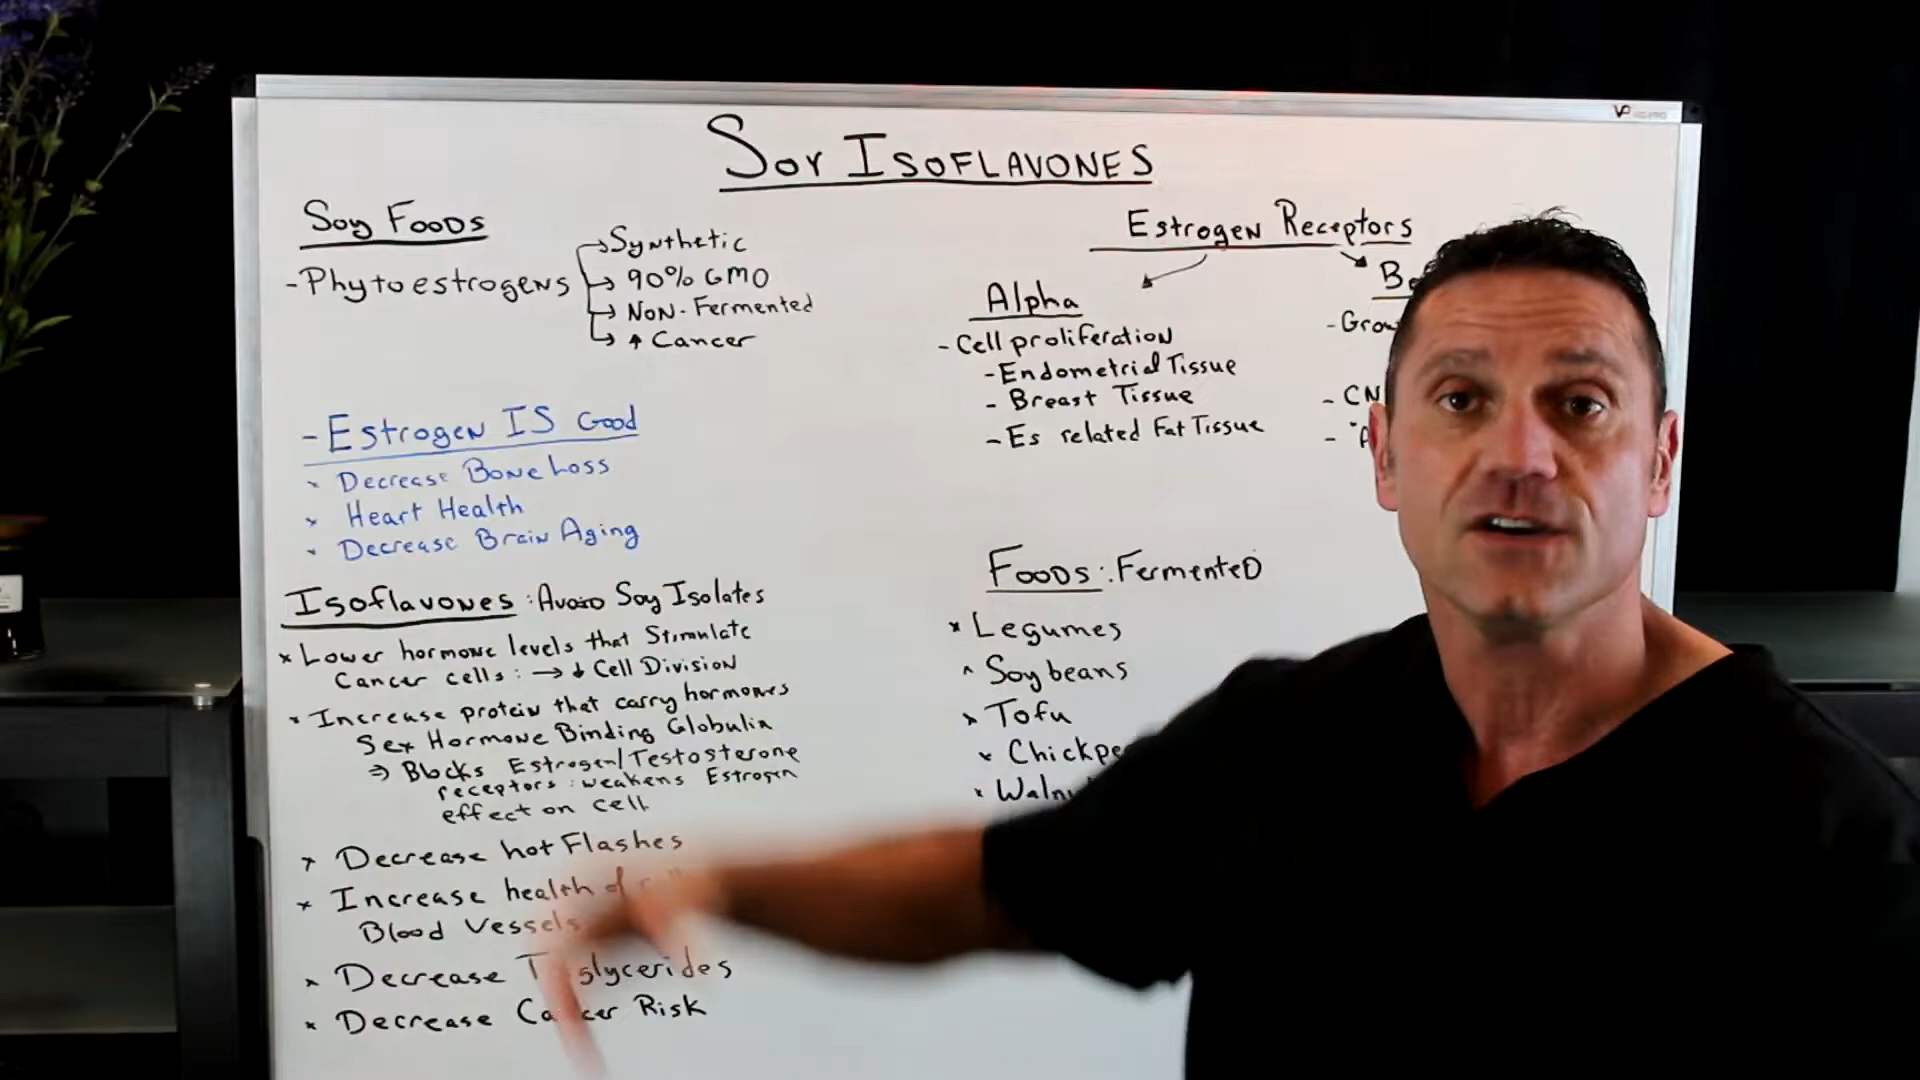 Soy Isoflavones
Soy Foods
-Phytoestrogens
Synthetic
90% GMO
Non-Fermented
↑ Cancer
-Estrogen IS Good
Decrease Bone Loss
Heart Health
Decrease Brain Aging
Isoflavones: Avoid Soy Isolates
Lower hormone levels that Stimulate
Cancer cells: → ↓ Cell Division
Increase protein that carry hormones
Sex Hormone Binding Globulin
⇒ Blocks Estrogen/Testosterone
receptors: weakens Estrogen
effect on cell
Decrease hot Flashes
Increase health of
Blood Vessels
Decrease
Decrease Risk
Estrogen Receptors
Alpha
-Cell proliferation
-Endometrial Tissue
- Breast Tissue
-Es related Fat Tissue
Foods: Fermented
Legumes
Soybeans
Tofu
VP